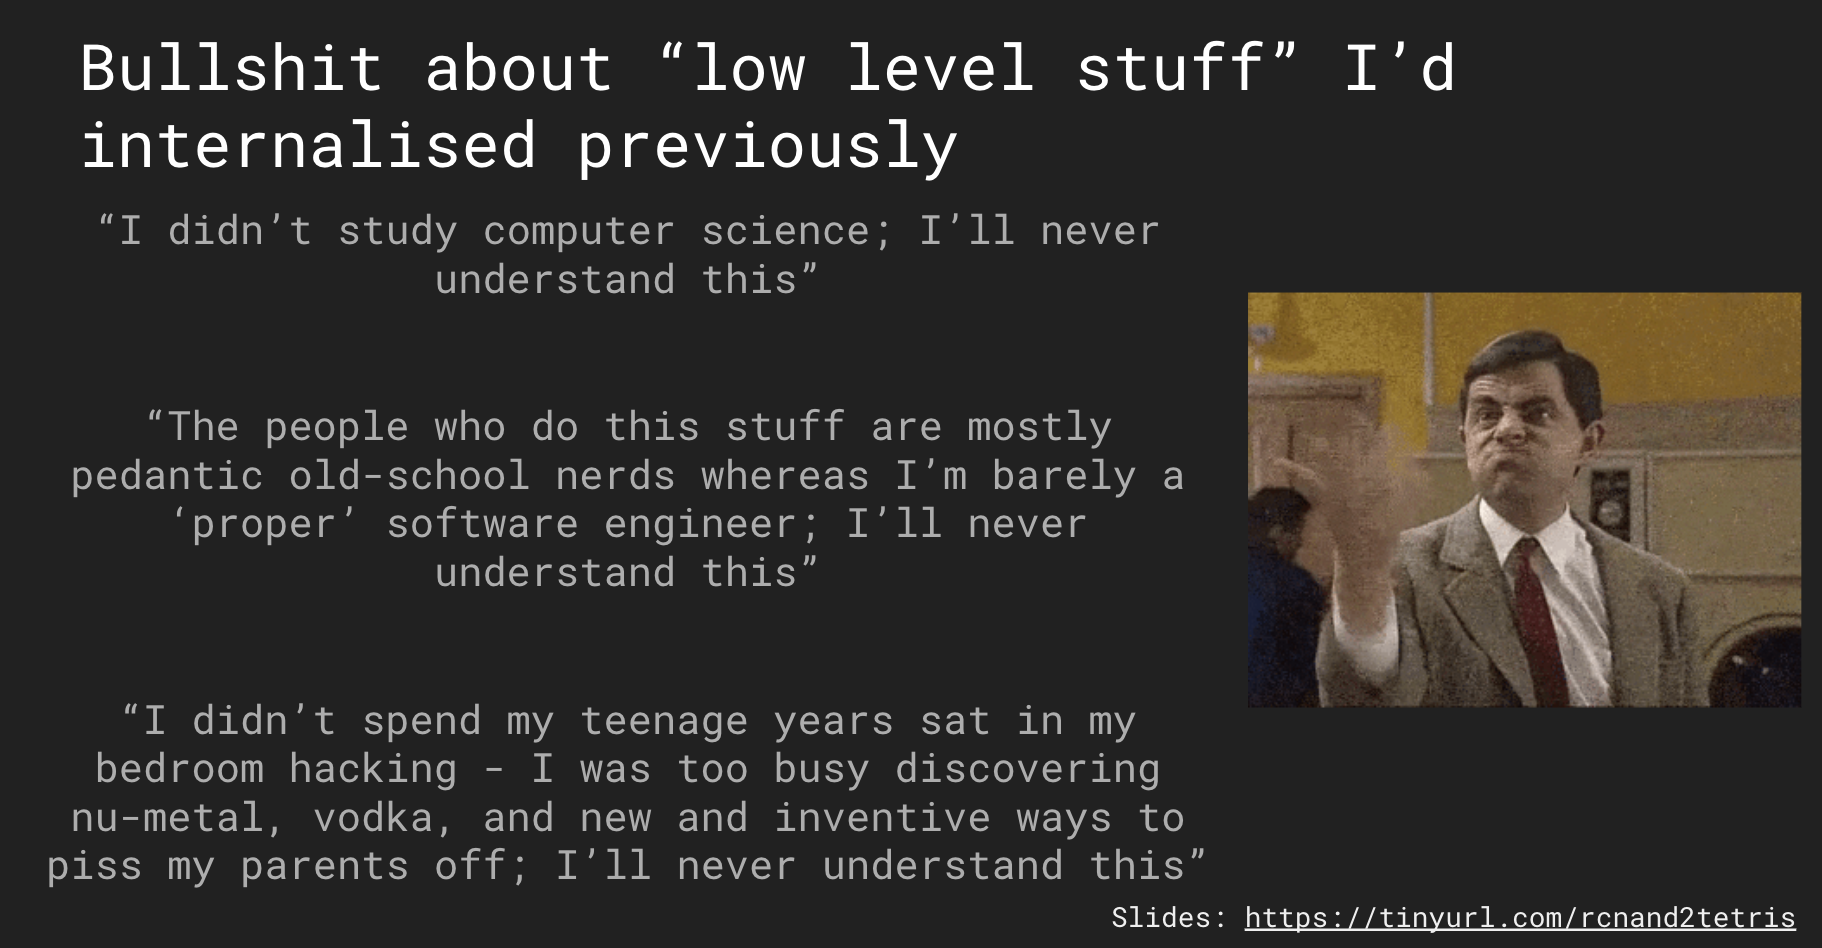 Bullshit about “low level stuff” I’d
internalised previously
“I didn’t study computer science; I’ll never
understand this”
“The people who do this stuff are mostly
pedantic old-school nerds whereas I’m barely a
‘proper’ software engineer; I’ll never
understand this”
“I didn’t spend my teenage years sat in my
bedroom hacking - I was too busy discovering
nu-metal, vodka, and new and inventive ways to
piss my parents off; I’ll never understand this”
Slides: https://tinyurl.com/rcnand2tetris